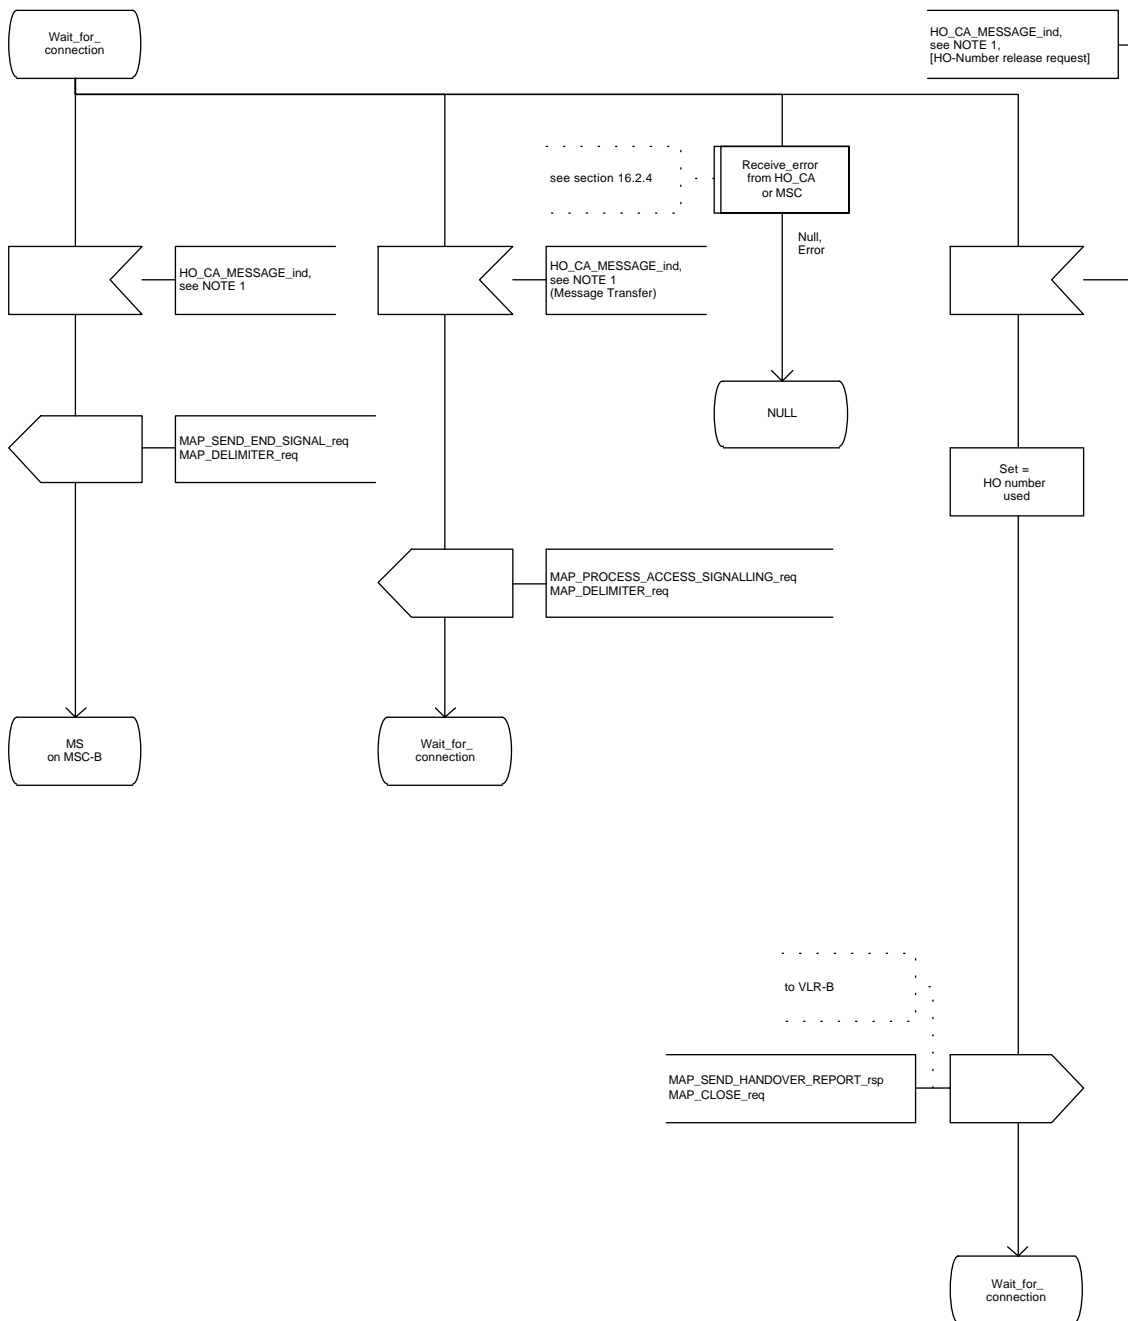 Wait_for_
connection
HO_CA_MESSAGE_ind,
see NOTE 1,
[HO-Number release request]
see section 16.2.4
Receive_error
from HO_CA
or MSC
Null,
Error
HO_CA_MESSAGE_ind,
see NOTE 1
HO_CA_MESSAGE_ind,
see NOTE 1
(Message Transfer)
NULL
MAP_SEND_END_SIGNAL_req
MAP_DELIMITER_req
Set =
HO number
used
MAP_PROCESS_ACCESS_SIGNALLING_req
MAP_DELIMITER_req
MS
on MSC-B
Wait_for_
connection
to VLR-B
MAP_SEND_HANDOVER_REPORT_rsp
MAP_CLOSE_req
Wait_for_
connection